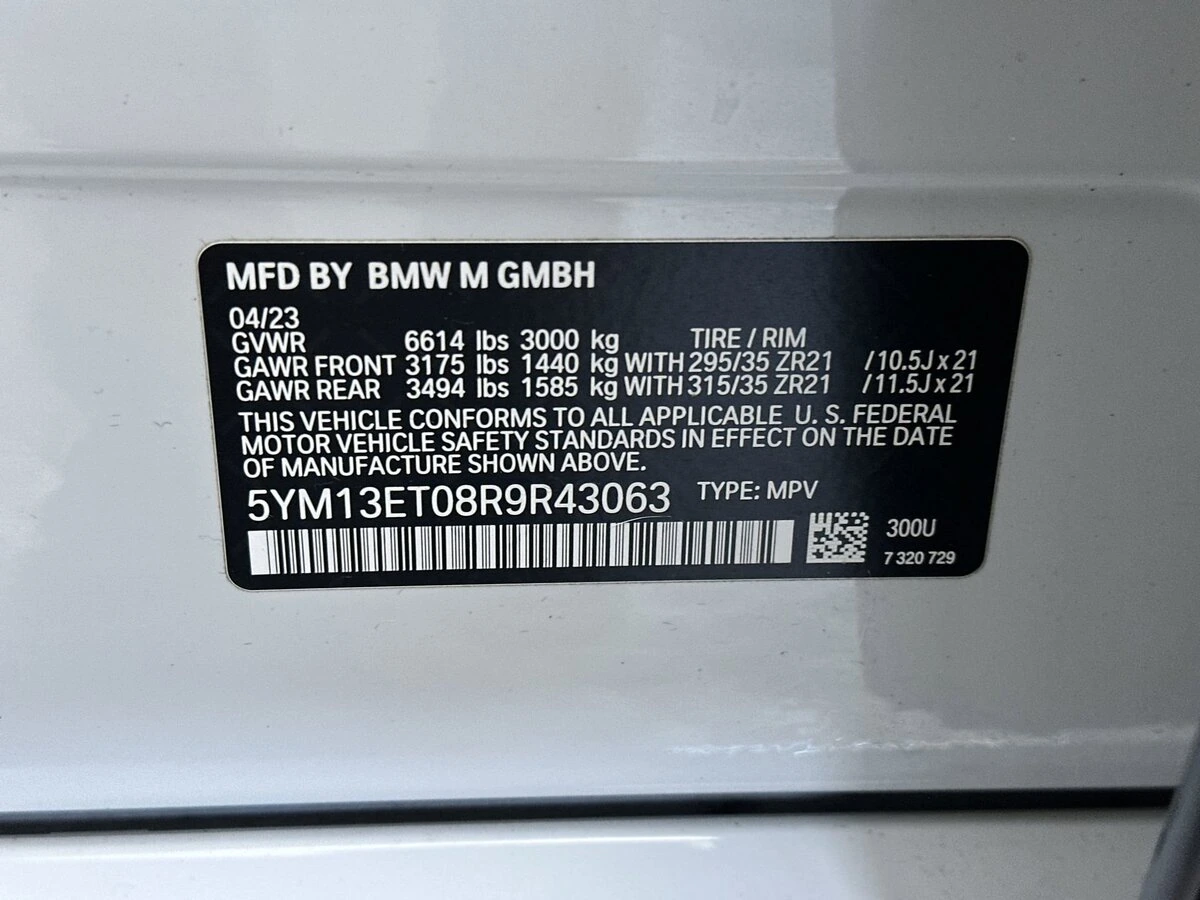 MFD BY BMW M GMBH
04/23
GVWR 6614 lbs 3000 kg TIRE / RIM
GAWR FRONT 3175 lbs 1440 kg WITH 295/35 ZR21 / 10.5J x 21
GAWR REAR 3494 lbs 1585 kg WITH 315/35 ZR21 / 11.5J x 21
THIS VEHICLE CONFORMS TO ALL APPLICABLE U. S. FEDERAL
MOTOR VEHICLE SAFETY STANDARDS IN EFFECT ON THE DATE
OF MANUFACTURE SHOWN ABOVE.
5YM13ET08R9R43063 TYPE: MPV
300U
7 320 729